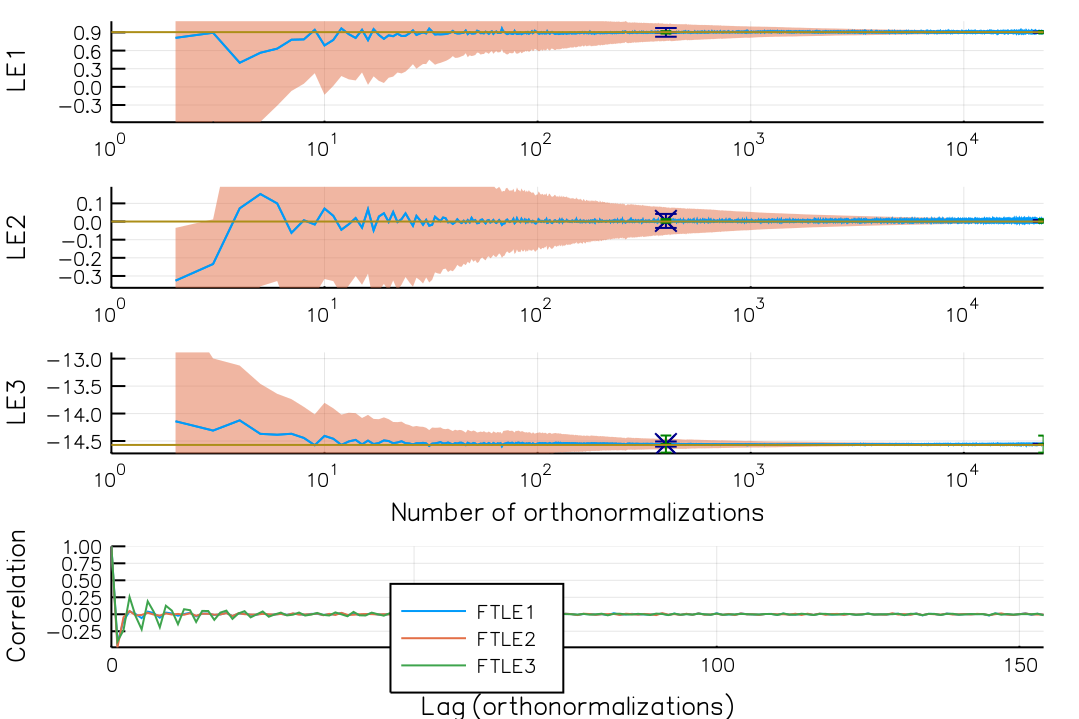 LE1
0.9
0.6
0.3
0.0
−0.3
10^0 10^1 10^2 10^3 10^4
LE2
0.1
0.0
−0.1
−0.2
−0.3
10^0 10^1 10^2 10^3 10^4
LE3
−13.0
−13.5
−14.0
−14.5
10^0 10^1 10^2 10^3 10^4
Number of orthonormalizations
Correlation
1.00
0.75
0.50
0.25
0.00
−0.25
FTLE1
FTLE2
FTLE3
0 100 150
Lag (orthonormalizations)